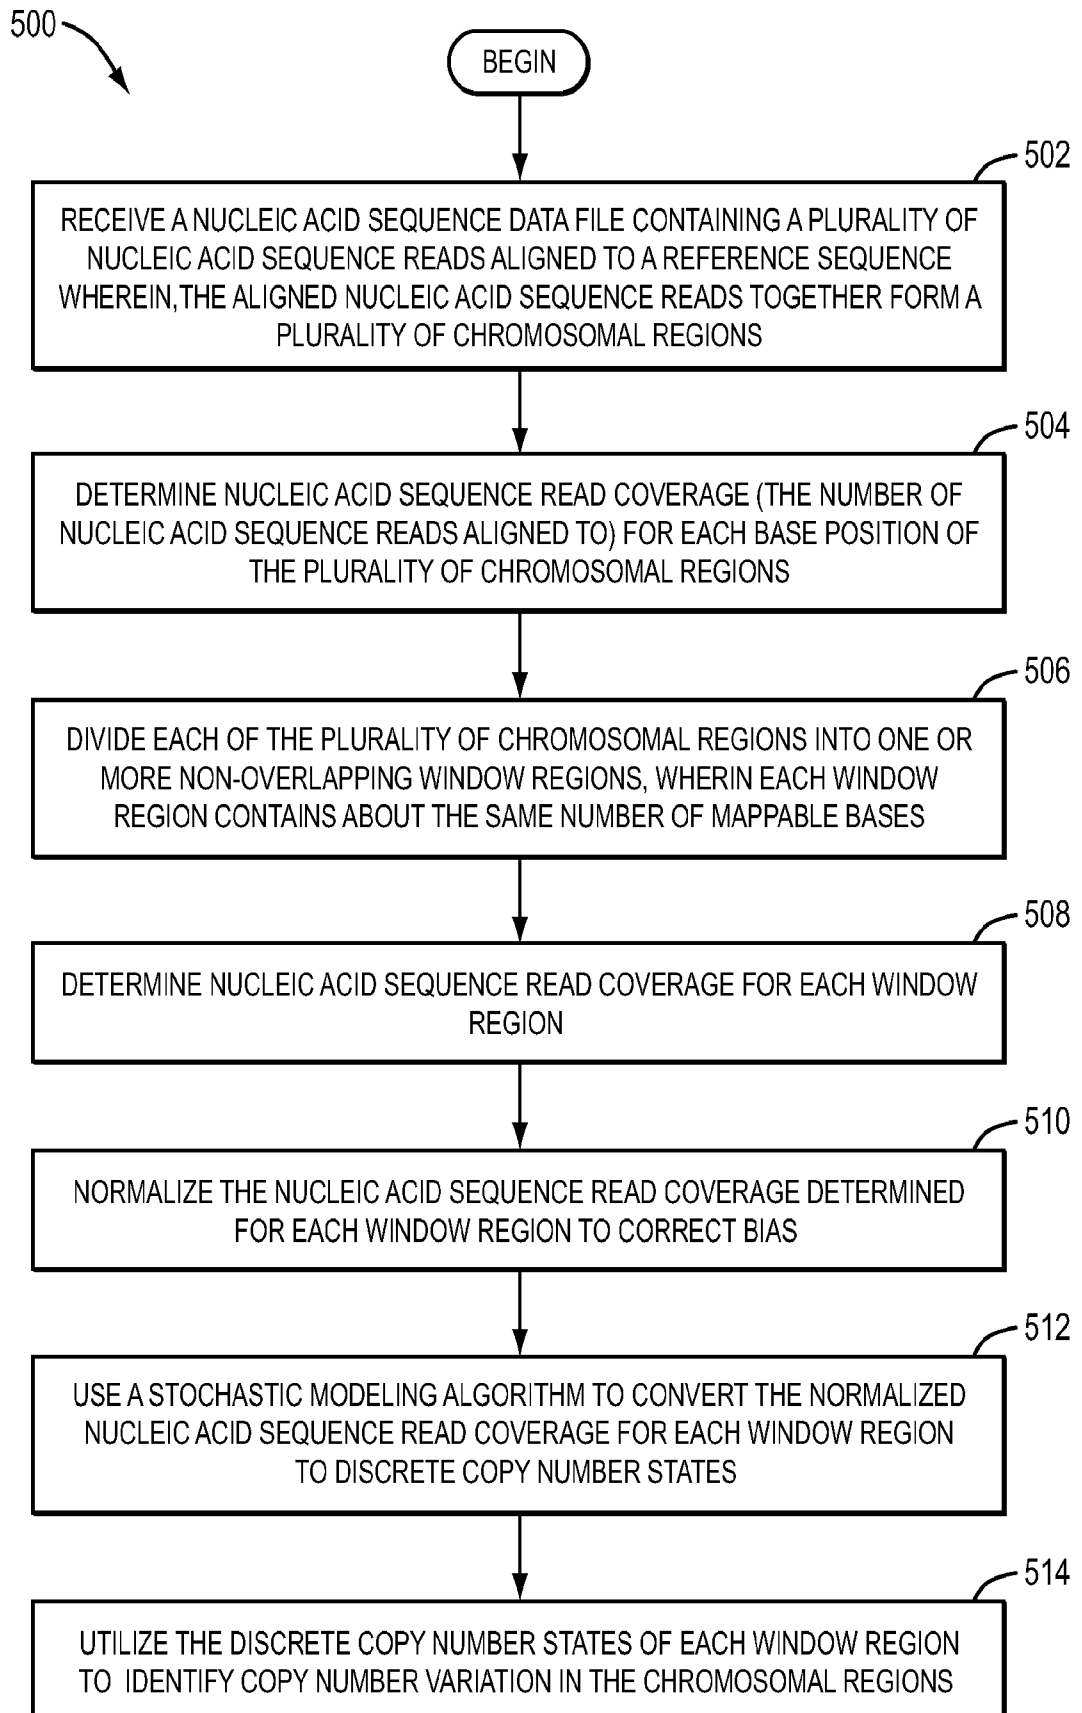 500
BEGIN
502
RECEIVE A NUCLEIC ACID SEQUENCE DATA FILE CONTAINING A PLURALITY OF
NUCLEIC ACID SEQUENCE READS ALIGNED TO A REFERENCE SEQUENCE
WHEREIN, THE ALIGNED NUCLEIC ACID SEQUENCE READS TOGETHER FORM A
PLURALITY OF CHROMOSOMAL REGIONS
504
DETERMINE NUCLEIC ACID SEQUENCE READ COVERAGE (THE NUMBER OF
NUCLEIC ACID SEQUENCE READS ALIGNED TO) FOR EACH BASE POSITION OF
THE PLURALITY OF CHROMOSOMAL REGIONS
506
DIVIDE EACH OF THE PLURALITY OF CHROMOSOMAL REGIONS INTO ONE OR
MORE NON-OVERLAPPING WINDOW REGIONS, WHERIN EACH WINDOW
REGION CONTAINS ABOUT THE SAME NUMBER OF MAPPABLE BASES
508
DETERMINE NUCLEIC ACID SEQUENCE READ COVERAGE FOR EACH WINDOW
REGION
510
NORMALIZE THE NUCLEIC ACID SEQUENCE READ COVERAGE DETERMINED
FOR EACH WINDOW REGION TO CORRECT BIAS
512
USE A STOCHASTIC MODELING ALGORITHM TO CONVERT THE NORMALIZED
NUCLEIC ACID SEQUENCE READ COVERAGE FOR EACH WINDOW REGION
TO DISCRETE COPY NUMBER STATES
514
UTILIZE THE DISCRETE COPY NUMBER STATES OF EACH WINDOW REGION
TO IDENTIFY COPY NUMBER VARIATION IN THE CHROMOSOMAL REGIONS